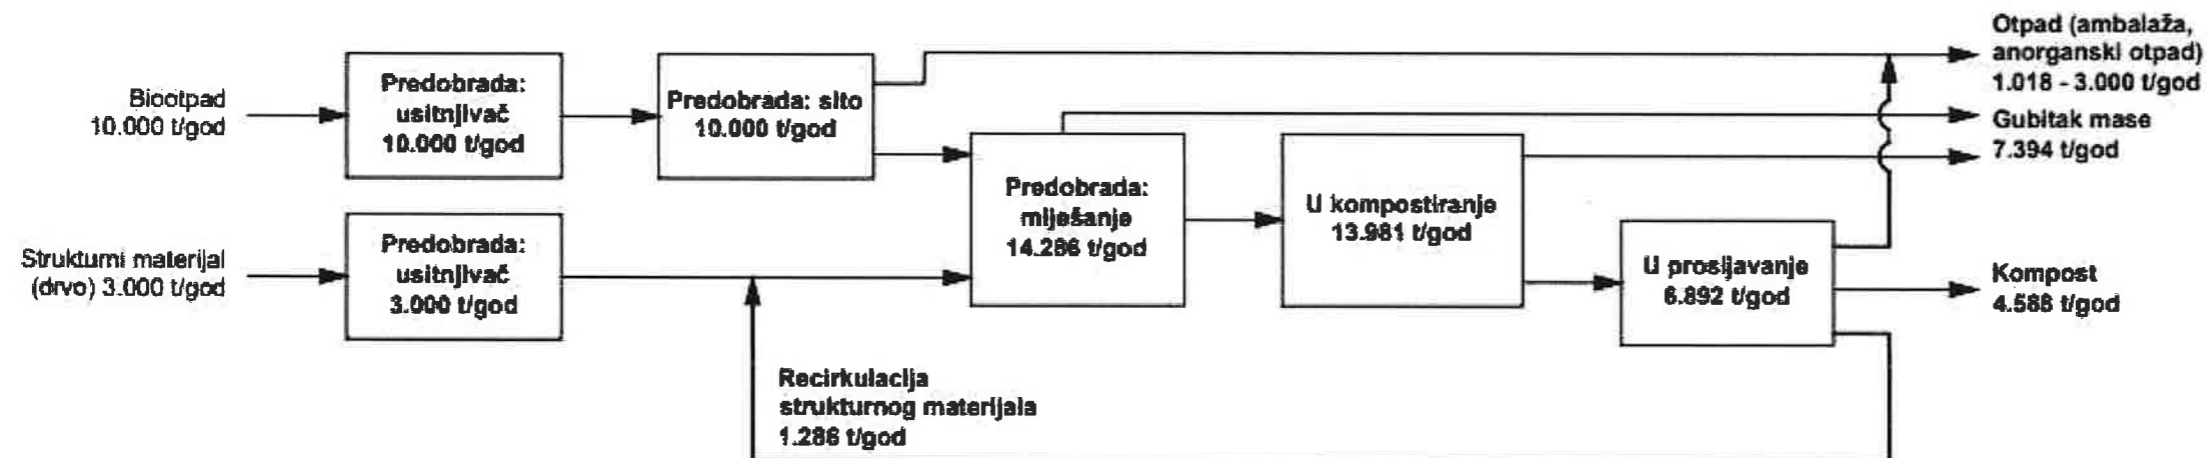 Otpad (ambalaža,
anorganski otpad)
1.018 - 3.000 t/god
Gubitak mase
7.394 t/god
Biootpad
10.000 t/god
Predobrada:
usitnjivač
10.000 t/god
Predobrada: sito
10.000 t/god
Predobrada:
miješanje
14.286 t/god
U kompostiranje
13.981 t/god
Strukturni materijal
(drvo) 3.000 t/god
Predobrada:
usitnjivač
3.000 t/god
U prosijavanje
6.892 t/god
Kompost
4.588 t/god
Recirkulacija
strukturnog materijala
1.286 t/god